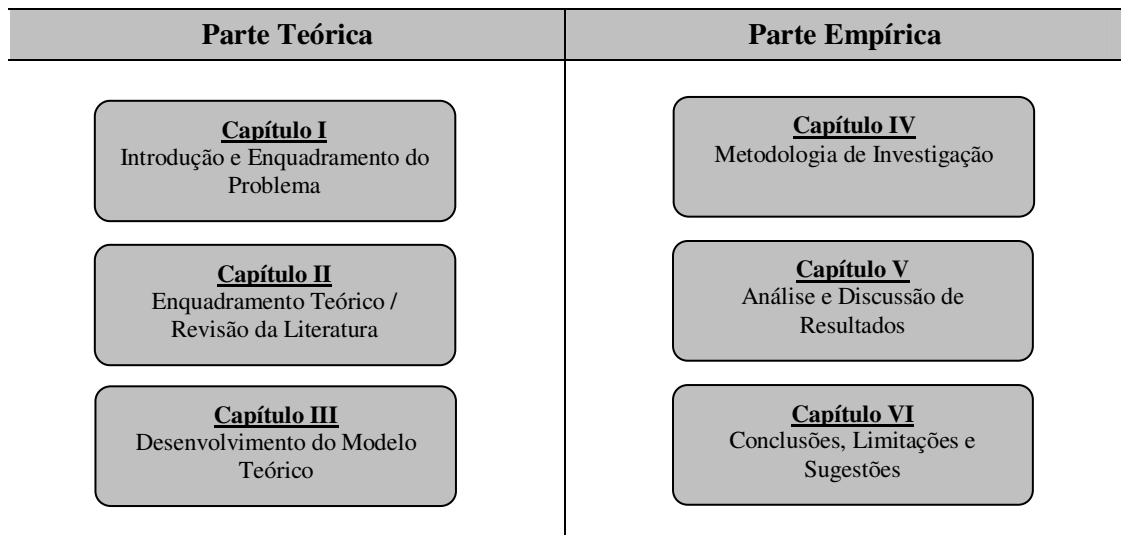 Parte Teórica
Parte Empírica
Capítulo I
Introdução e Enquadramento do
Problema
Capítulo II
Enquadramento Teórico /
Revisão da Literatura
Capítulo III
Desenvolvimento do Modelo
Teórico
Capítulo IV
Metodologia de Investigação
Capítulo V
Análise e Discussão de
Resultados
Capítulo VI
Conclusões, Limitações e
Sugestões